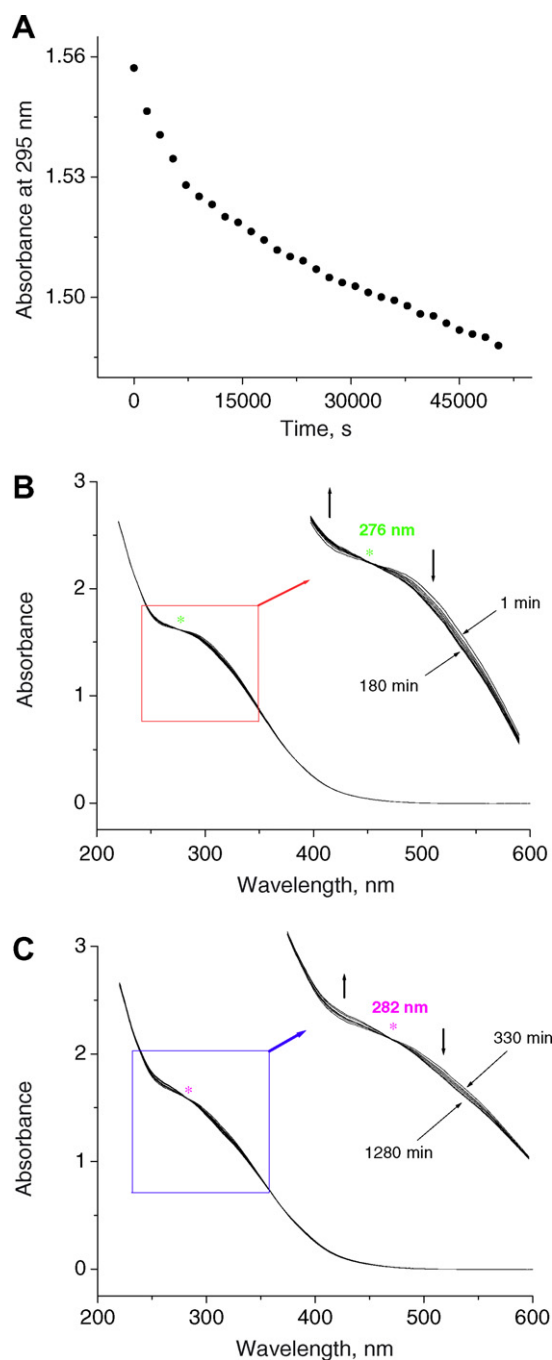 A
1.56
1.53
1.50
Absorbance at 295 nm
0 15000 30000 45000
Time, s
B
3
2
1
0
Absorbance
276 nm
*
*
1 min
180 min
200 300 400 500 600
Wavelength, nm
C
3
2
1
0
Absorbance
282 nm
*
*
330 min
1280 min
200 300 400 500 600
Wavelength, nm